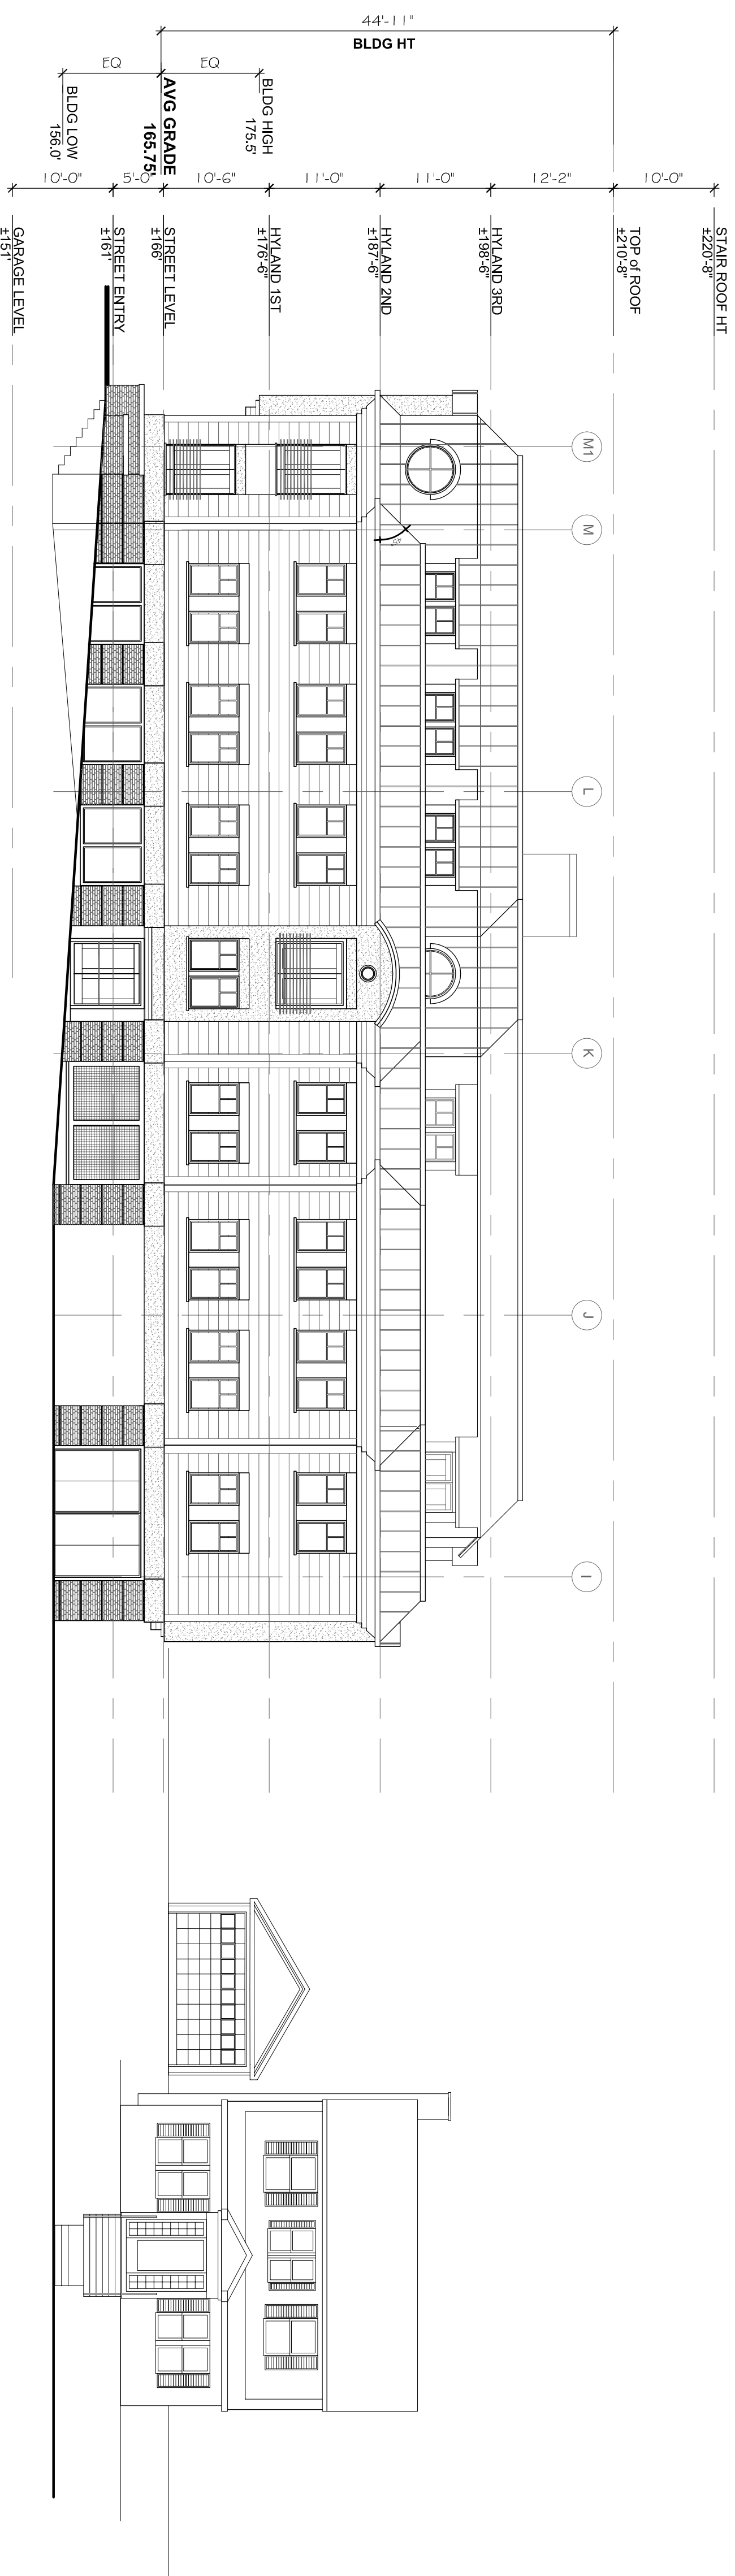 44'-11"
BLDG HT
EQ
EQ
BLDG LOW
156.0'
AVG GRADE
165.75'
BLDG HIGH
175.5'
10'-0"
5'-0"
10'-6"
11'-0"
11'-0"
12'-2"
10'-0"
STAIR ROOF HT
±220'-8"
TOP of ROOF
±210'-8"
HYLAND 3RD
±198'-6"
HYLAND 2ND
±187'-6"
HYLAND 1ST
±176'-6"
STREET LEVEL
±166'
STREET ENTRY
±161'
GARAGE LEVEL
±151'
M1
M
L
K
J
I
45°